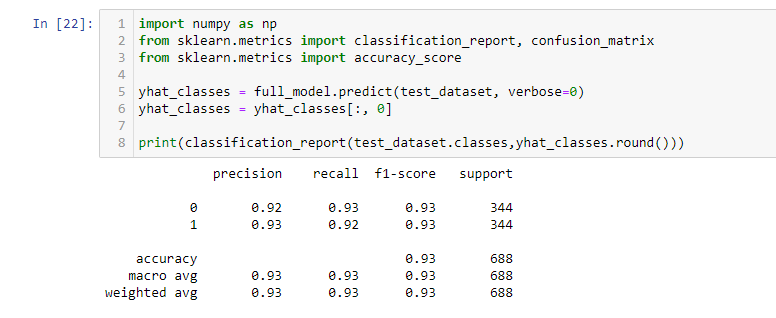 In [22]:
1 import numpy as np
2 from sklearn.metrics import classification_report, confusion_matrix
3 from sklearn.metrics import accuracy_score
4
5 yhat_classes = full_model.predict(test_dataset, verbose=0)
6 yhat_classes = yhat_classes[:, 0]
7
8 print(classification_report(test_dataset.classes,yhat_classes.round()))
precision recall f1-score support
0 0.92 0.93 0.93 344
1 0.93 0.92 0.93 344
accuracy 0.93 688
macro avg 0.93 0.93 0.93 688
weighted avg 0.93 0.93 0.93 688